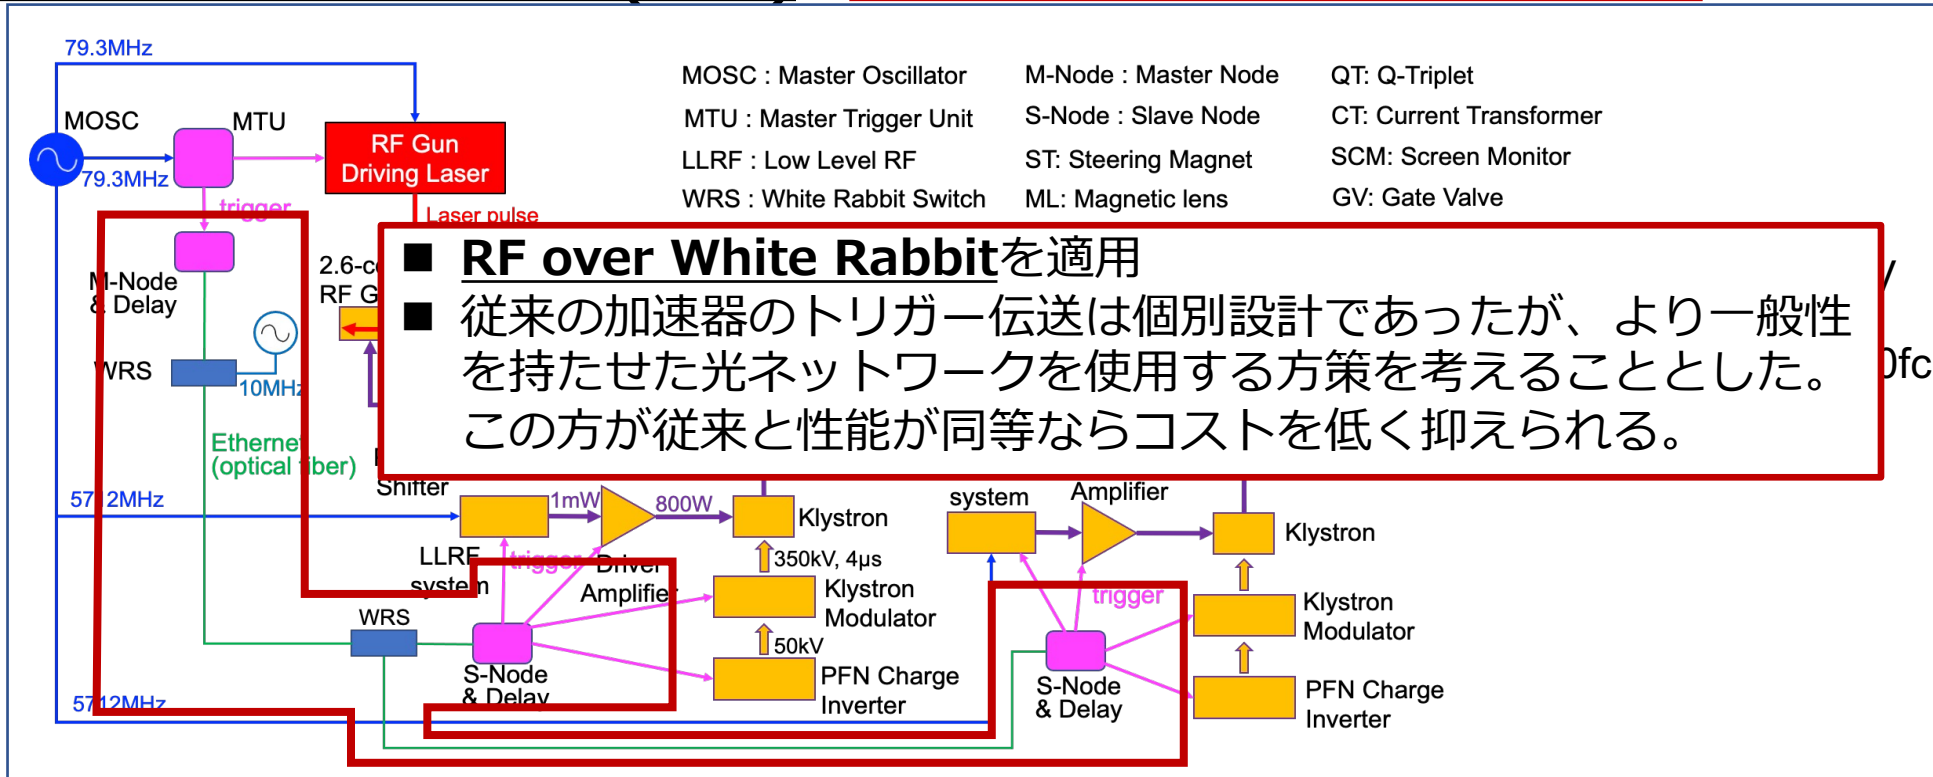 79.3MHz
MOSC : Master Oscillator
M-Node : Master Node
QT: Q-Triplet
MTU : Master Trigger Unit
S-Node : Slave Node
CT: Current Transformer
LLRF : Low Level RF
ST: Steering Magnet
SCM: Screen Monitor
WRS : White Rabbit Switch
ML: Magnetic lens
GV: Gate Valve
MOSC
MTU
RF Gun
Driving Laser
79.3MHz
trigger
Laser pulse
M-Node
& Delay
2.6-c
RF G
■ RF over White Rabbitを適用
■ 従来の加速器のトリガー伝送は個別設計であったが、より一般性
を持たせた光ネットワークを使用する方策を考えることとした。
この方が従来と性能が同等ならコストを低く抑えられる。
WRS
10MHz
Ethernet
(optical fiber)
Shifter
5712MHz
1mW
800W
Klystron
LLRF
system
trigger
Driver
Amplifier
350kV, 4μs
Klystron
Modulator
50kV
PFN Charge
Inverter
WRS
S-Node
& Delay
5712MHz
system
Amplifier
Klystron
trigger
Klystron
Modulator
S-Node
& Delay
PFN Charge
Inverter